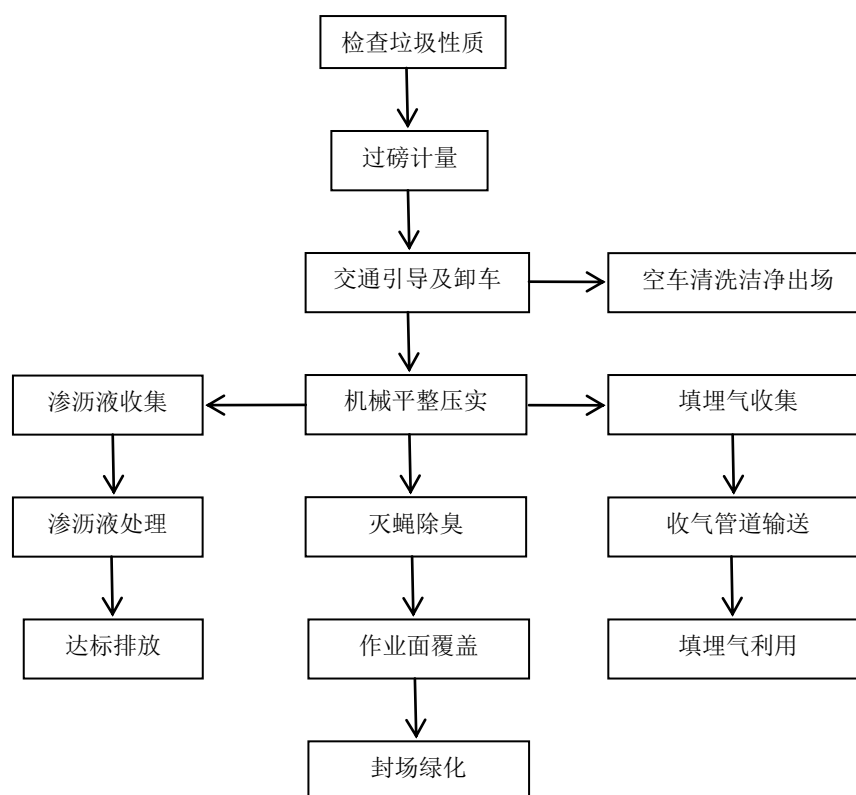 检查垃圾性质
过磅计量
交通引导及卸车
空车清洗洁净出场
渗沥液收集
机械平整压实
填埋气收集
渗沥液处理
灭蝇除臭
收气管道输送
达标排放
作业面覆盖
填埋气利用
封场绿化